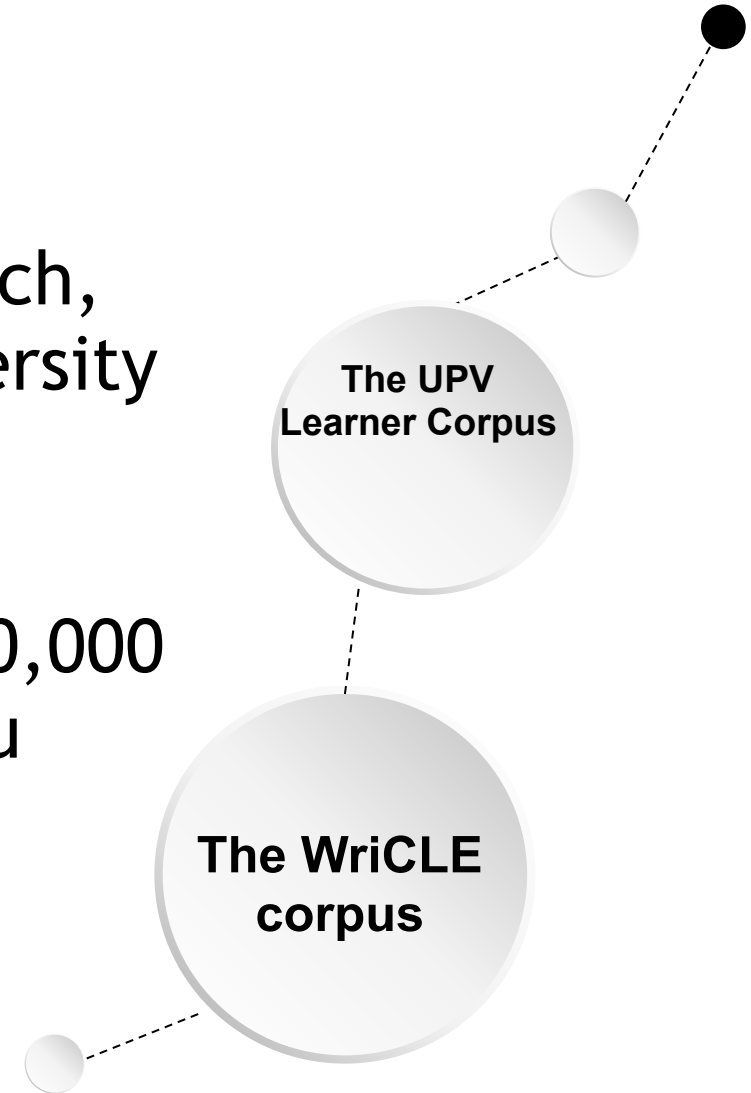 ch,
ersity
The UPV
Learner Corpus
0,000
u
The WriCLE
corpus